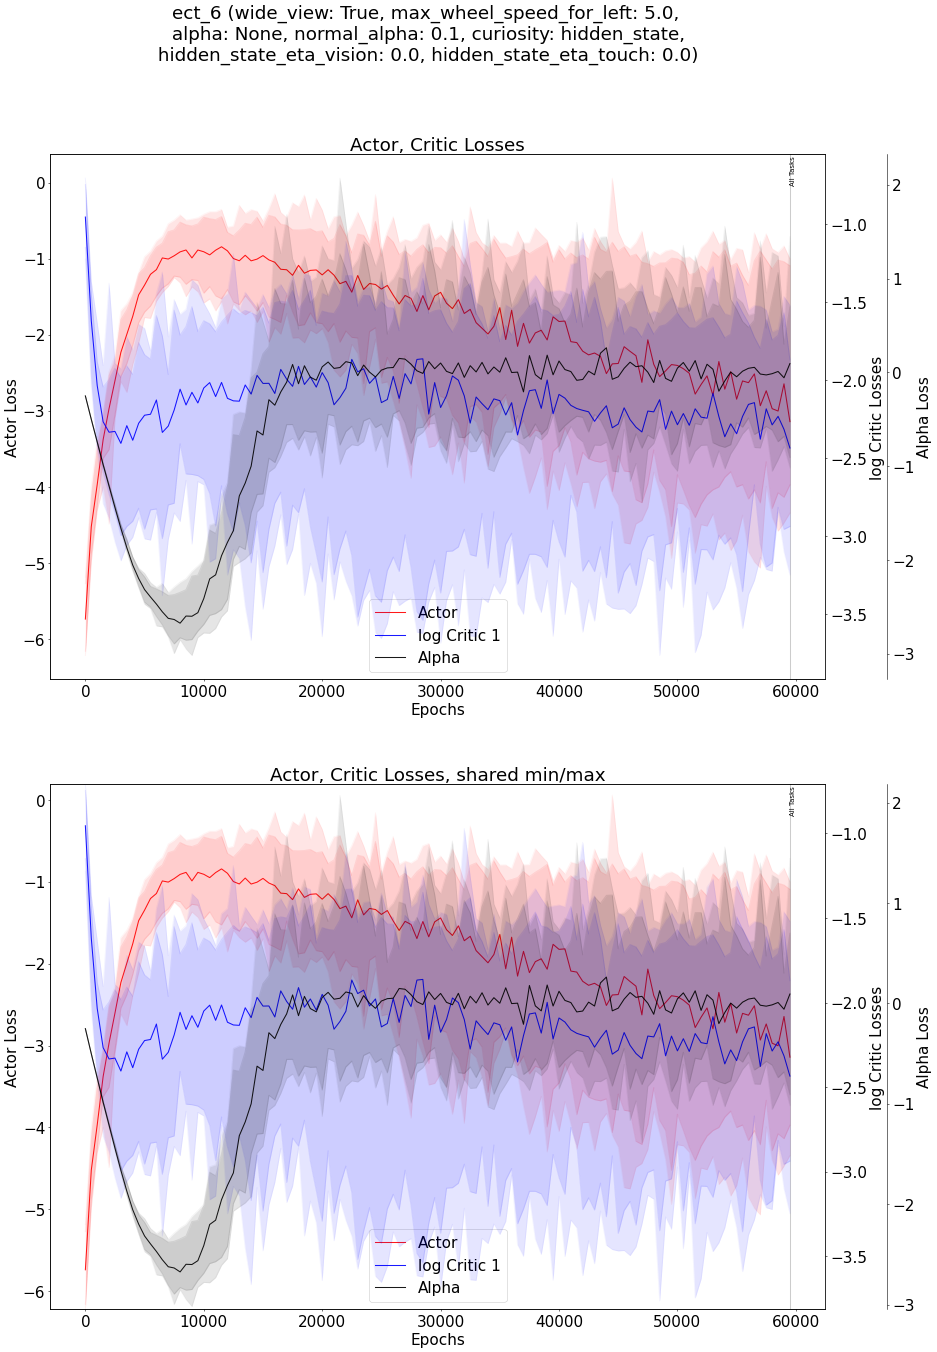 ect_6 (wide_view: True, max_wheel_speed_for_left: 5.0,
alpha: None, normal_alpha: 0.1, curiosity: hidden_state,
hidden_state_eta_vision: 0.0, hidden_state_eta_touch: 0.0)
Actor, Critic Losses
All Tasks
0
−1
−2
−3
−4
−5
−6
Actor Loss
−1.0
−1.5
−2.0
−2.5
−3.0
−3.5
log Critic Losses
2
1
0
−1
−2
−3
Alpha Loss
Actor
log Critic 1
Alpha
0 10000 20000 30000 40000 50000 60000
Epochs
Actor, Critic Losses, shared min/max
All Tasks
0
−1
−2
−3
−4
−5
−6
Actor Loss
−1.0
−1.5
−2.0
−2.5
−3.0
−3.5
log Critic Losses
2
1
0
−1
−2
−3
Alpha Loss
Actor
log Critic 1
Alpha
0 10000 20000 30000 40000 50000 60000
Epochs